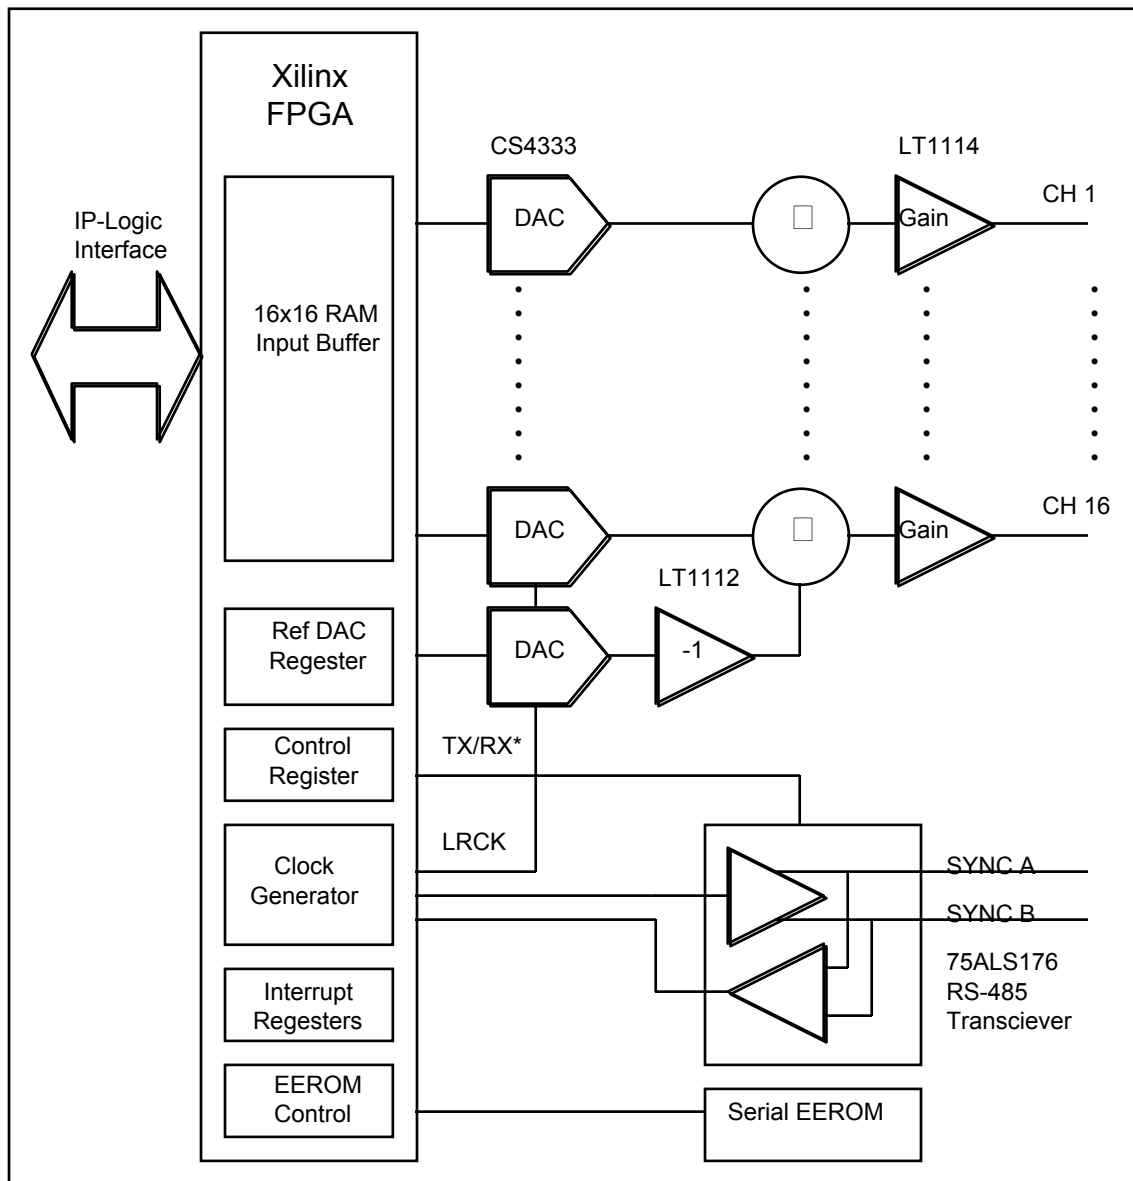 Xilinx
FPGA
CS4333
LT1114
DAC
Gain
CH 1
IP-Logic
Interface
16x16 RAM
Input Buffer
DAC
Gain
CH 16
LT1112
Ref DAC
Regester
DAC
-1
Control
Register
TX/RX*
LRCK
Clock
Generator
SYNC A
SYNC B
75ALS176
RS-485
Transciever
Interrupt
Regesters
EEROM
Control
Serial EEROM